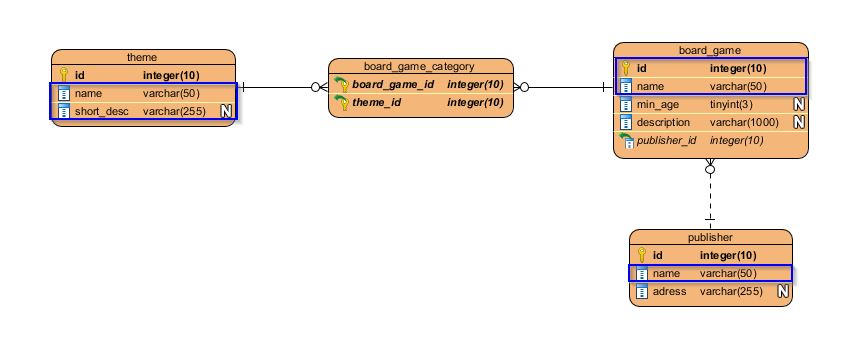 theme
id integer(10)
name varchar(50)
short_desc varchar(255) N
board_game_category
board_game_id integer(10)
theme_id integer(10)
board_game
id integer(10)
name varchar(50)
min_age tinyint(3) N
description varchar(1000) N
publisher_id integer(10)
publisher
id integer(10)
name varchar(50)
adress varchar(255) N